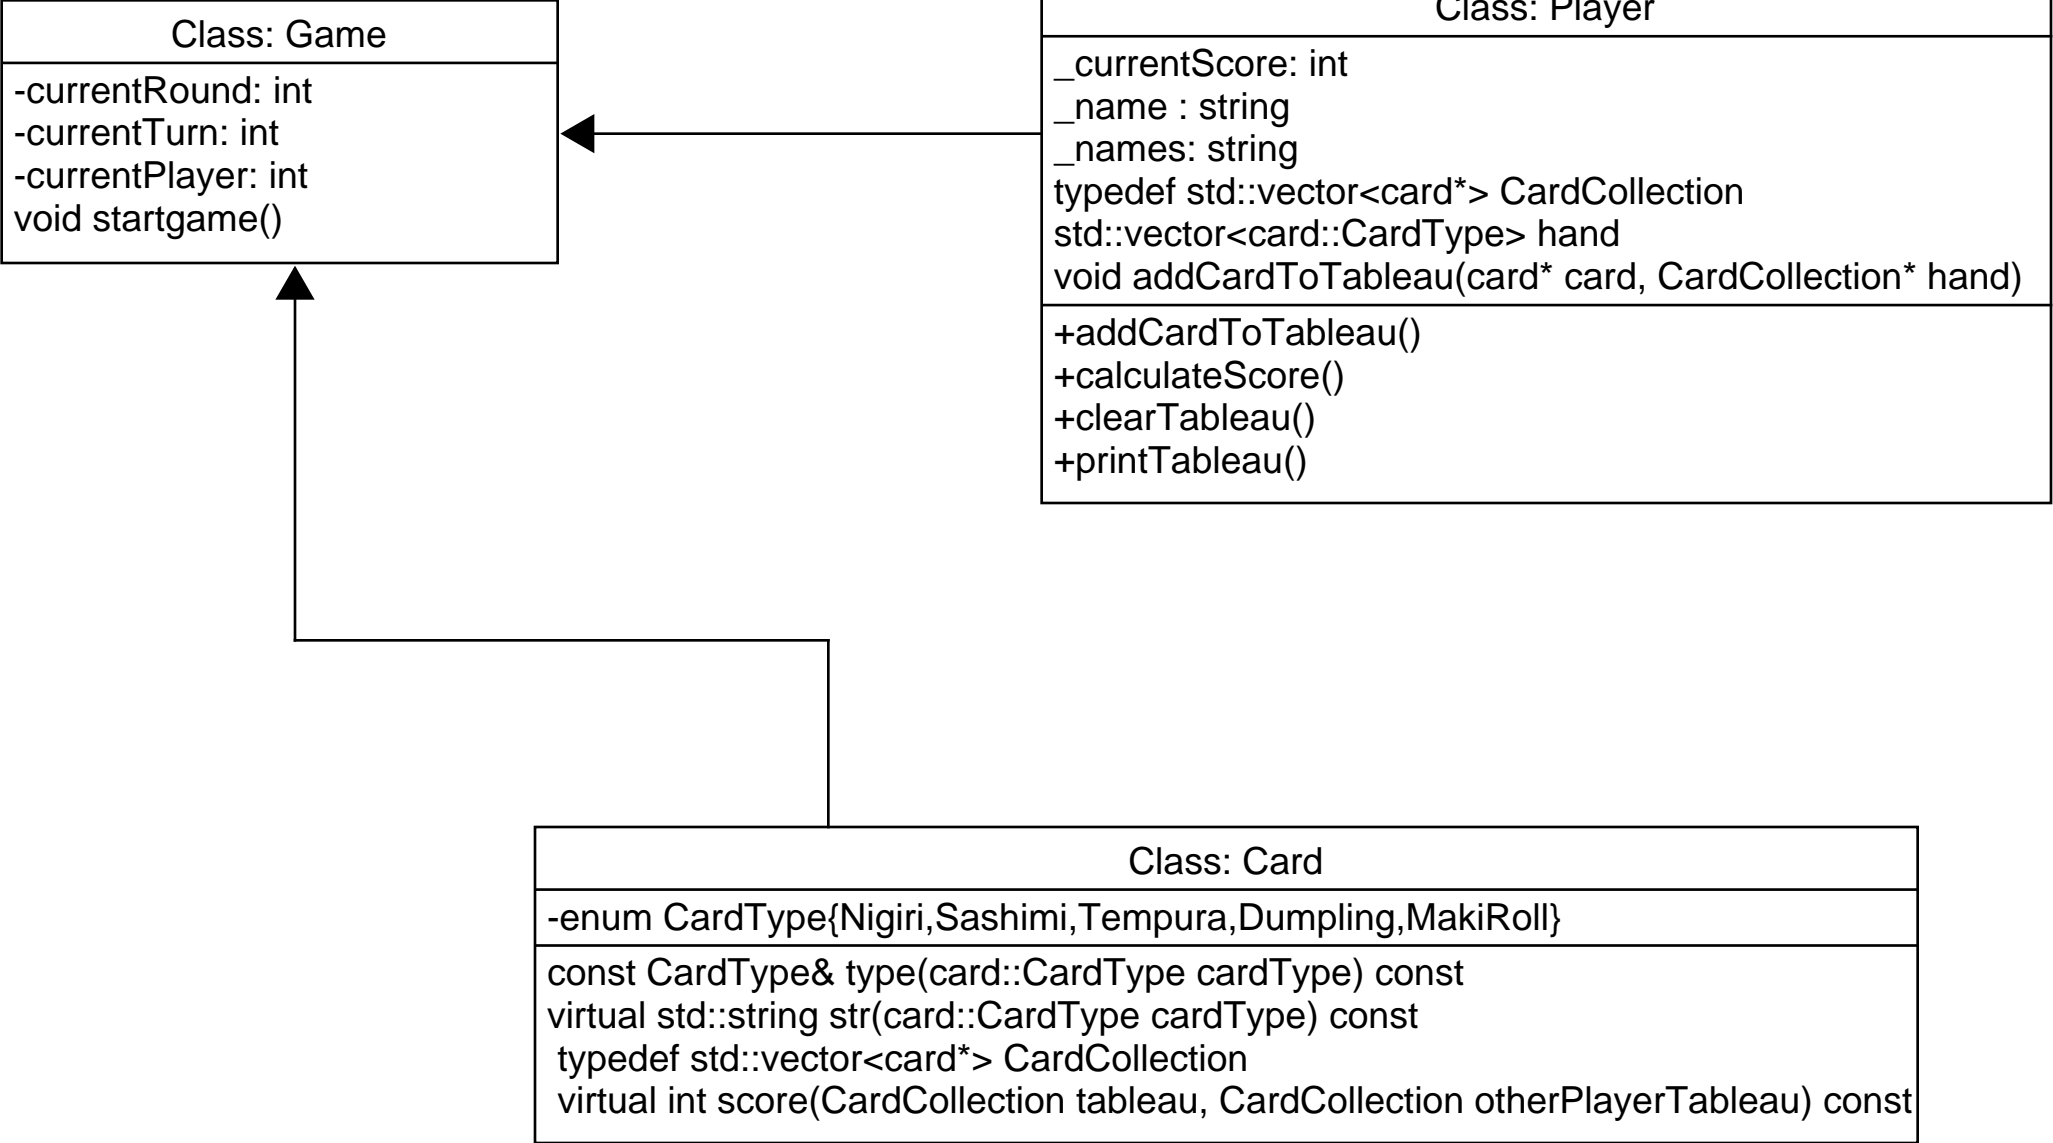 Class: Game
-currentRound: int
-currentTurn: int
-currentPlayer: int
void startgame()
Class: Player
_currentScore: int
_name : string
_names: string
typedef std::vector<card*> CardCollection
std::vector<card::CardType> hand
void addCardToTableau(card* card, CardCollection* hand)
+addCardToTableau()
+calculateScore()
+clearTableau()
+printTableau()
Class: Card
-enum CardType{Nigiri,Sashimi,Tempura,Dumpling,MakiRoll}
const CardType& type(card::CardType cardType) const
virtual std::string str(card::CardType cardType) const
typedef std::vector<card*> CardCollection
virtual int score(CardCollection tableau, CardCollection otherPlayerTableau) const